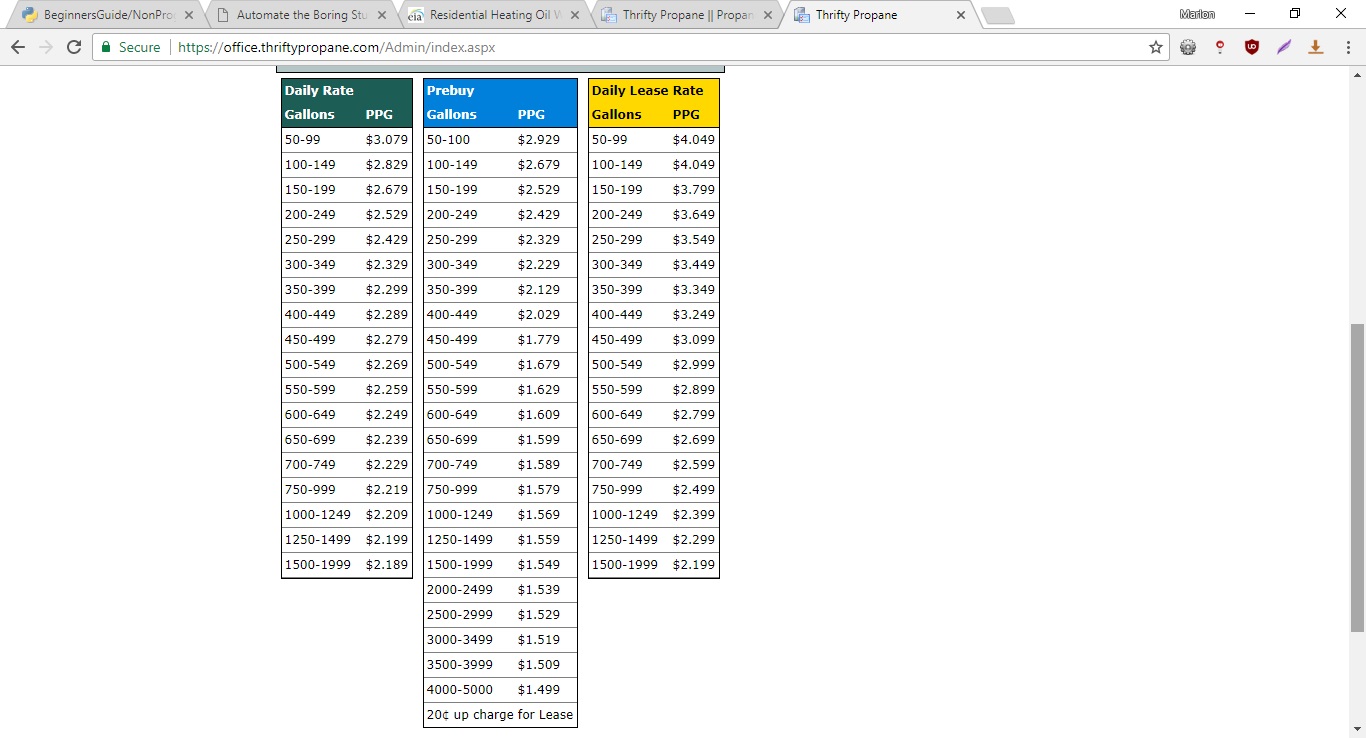 BeginnersGuide/NonPro
Automate the Boring Stu
eia Residential Heating Oil W
Thrifty Propane || Propan
Thrifty Propane
Marlon
Secure https://office.thriftypropane.com/Admin/index.aspx
Daily Rate Prebuy Daily Lease Rate
Gallons PPG Gallons PPG Gallons PPG
50-99 $3.079 50-100 $2.929 50-99 $4.049
100-149 $2.829 100-149 $2.679 100-149 $4.049
150-199 $2.679 150-199 $2.529 150-199 $3.799
200-249 $2.529 200-249 $2.429 200-249 $3.649
250-299 $2.429 250-299 $2.329 250-299 $3.549
300-349 $2.329 300-349 $2.229 300-349 $3.449
350-399 $2.299 350-399 $2.129 350-399 $3.349
400-449 $2.289 400-449 $2.029 400-449 $3.249
450-499 $2.279 450-499 $1.779 450-499 $3.099
500-549 $2.269 500-549 $1.679 500-549 $2.999
550-599 $2.259 550-599 $1.629 550-599 $2.899
600-649 $2.249 600-649 $1.609 600-649 $2.799
650-699 $2.239 650-699 $1.599 650-699 $2.699
700-749 $2.229 700-749 $1.589 700-749 $2.599
750-999 $2.219 750-999 $1.579 750-999 $2.499
1000-1249 $2.209 1000-1249 $1.569 1000-1249 $2.399
1250-1499 $2.199 1250-1499 $1.559 1250-1499 $2.299
1500-1999 $2.189 1500-1999 $1.549 1500-1999 $2.199
2000-2499 $1.539
2500-2999 $1.529
3000-3499 $1.519
3500-3999 $1.509
4000-5000 $1.499
20¢ up charge for Lease